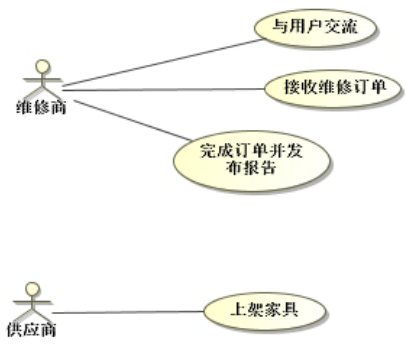 与用户交流
接收维修订单
维修商
完成订单并发
布报告
上架家具
供应商